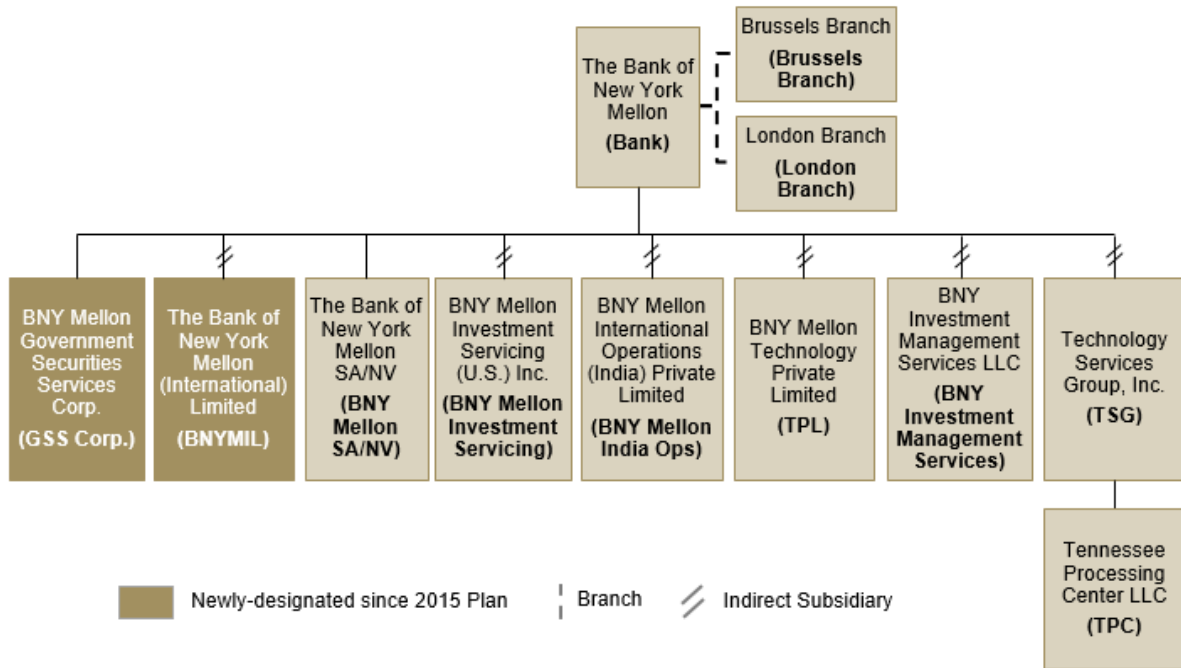 The Bank of
New York
Mellon
(Bank)
Brussels Branch
(Brussels
Branch)
London Branch
(London
Branch)
BNY Mellon
Government
Securities
Services
Corp.
(GSS Corp.)
The Bank of
New York
Mellon
(International)
Limited
(BNYMIL)
The Bank of
New York
Mellon
SA/NV
(BNY
Mellon
SA/NV)
BNY Mellon
Investment
Servicing
(U.S.) Inc.
(BNY Mellon
Investment
Servicing)
BNY Mellon
International
Operations
(India) Private
Limited
(BNY Mellon
India Ops)
BNY Mellon
Technology
Private
Limited
(TPL)
BNY
Investment
Management
Services LLC
(BNY
Investment
Management
Services)
Technology
Services
Group, Inc.
(TSG)
Tennessee
Processing
Center LLC
(TPC)
Newly-designated since 2015 Plan
Branch
Indirect Subsidiary